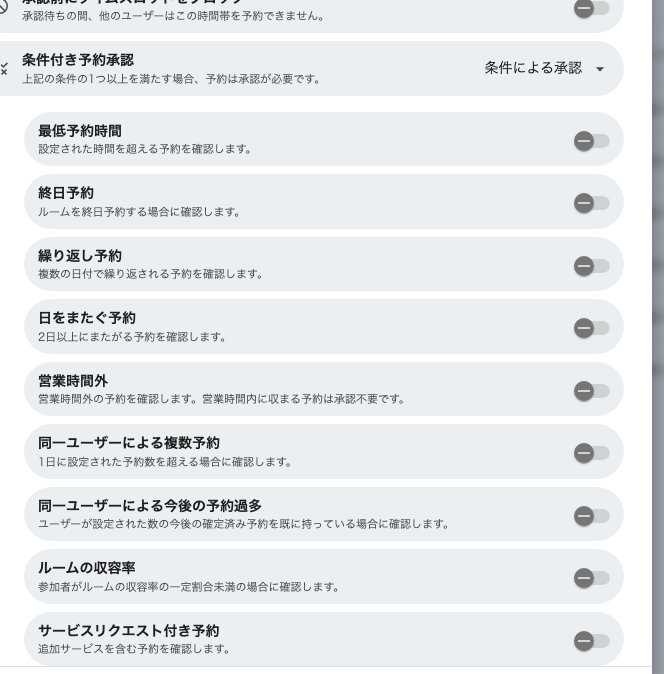 承認前にタイムスロットをブロック
承認待ちの間、他のユーザーはこの時間帯を予約できません。
条件付き予約承認
上記の条件の1つ以上を満たす場合、予約は承認が必要です。
条件による承認
最低予約時間
設定された時間を超える予約を確認します。
終日予約
ルームを終日予約する場合に確認します。
繰り返し予約
複数の日付で繰り返される予約を確認します。
日をまたぐ予約
2日以上にまたがる予約を確認します。
営業時間外
営業時間外の予約を確認します。営業時間内に収まる予約は承認不要です。
同一ユーザーによる複数予約
1日に設定された予約数を超える場合に確認します。
同一ユーザーによる今後の予約過多
ユーザーが設定された数の今後の確定済み予約を既に持っている場合に確認します。
ルームの収容率
参加者がルームの収容率の一定割合未満の場合に確認します。
サービスリクエスト付き予約
追加サービスを含む予約を確認します。